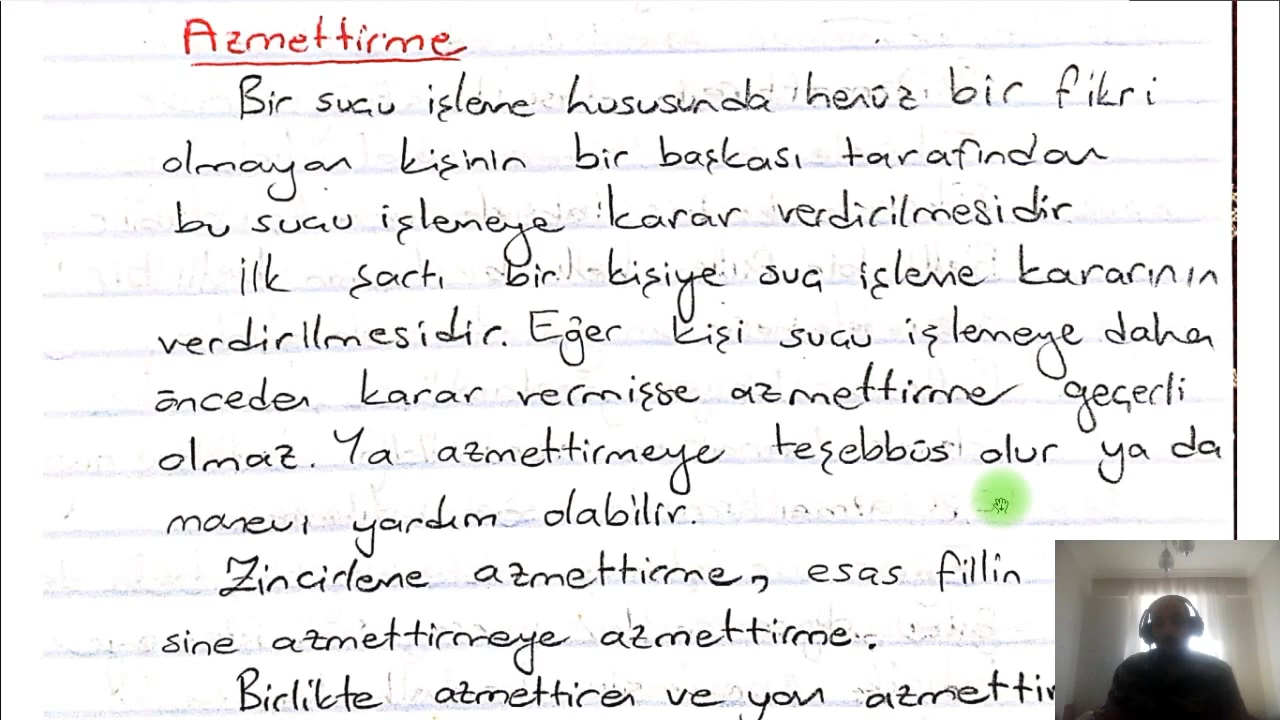 Azmettirme
Bir suçu işleme hususunda henüz bir fikri
olmayan kişinin bir başkası tarafından
bu suçu işlemeye karar verdirilmesidir.
İlk şartı bir kişiye suç işleme kararının
verdirilmesidir. Eğer kişi suçu işlemeye daha
önceden karar vermişse azmettirme geçerli
olmaz. Ya azmettirmeye teşebbüs olur ya da
manevi yardım olabilir.
Zincirleme azmettirme, esas fiilin
sine azmettirmeye azmettirme.
Birlikte azmettiren ve yan azmettir